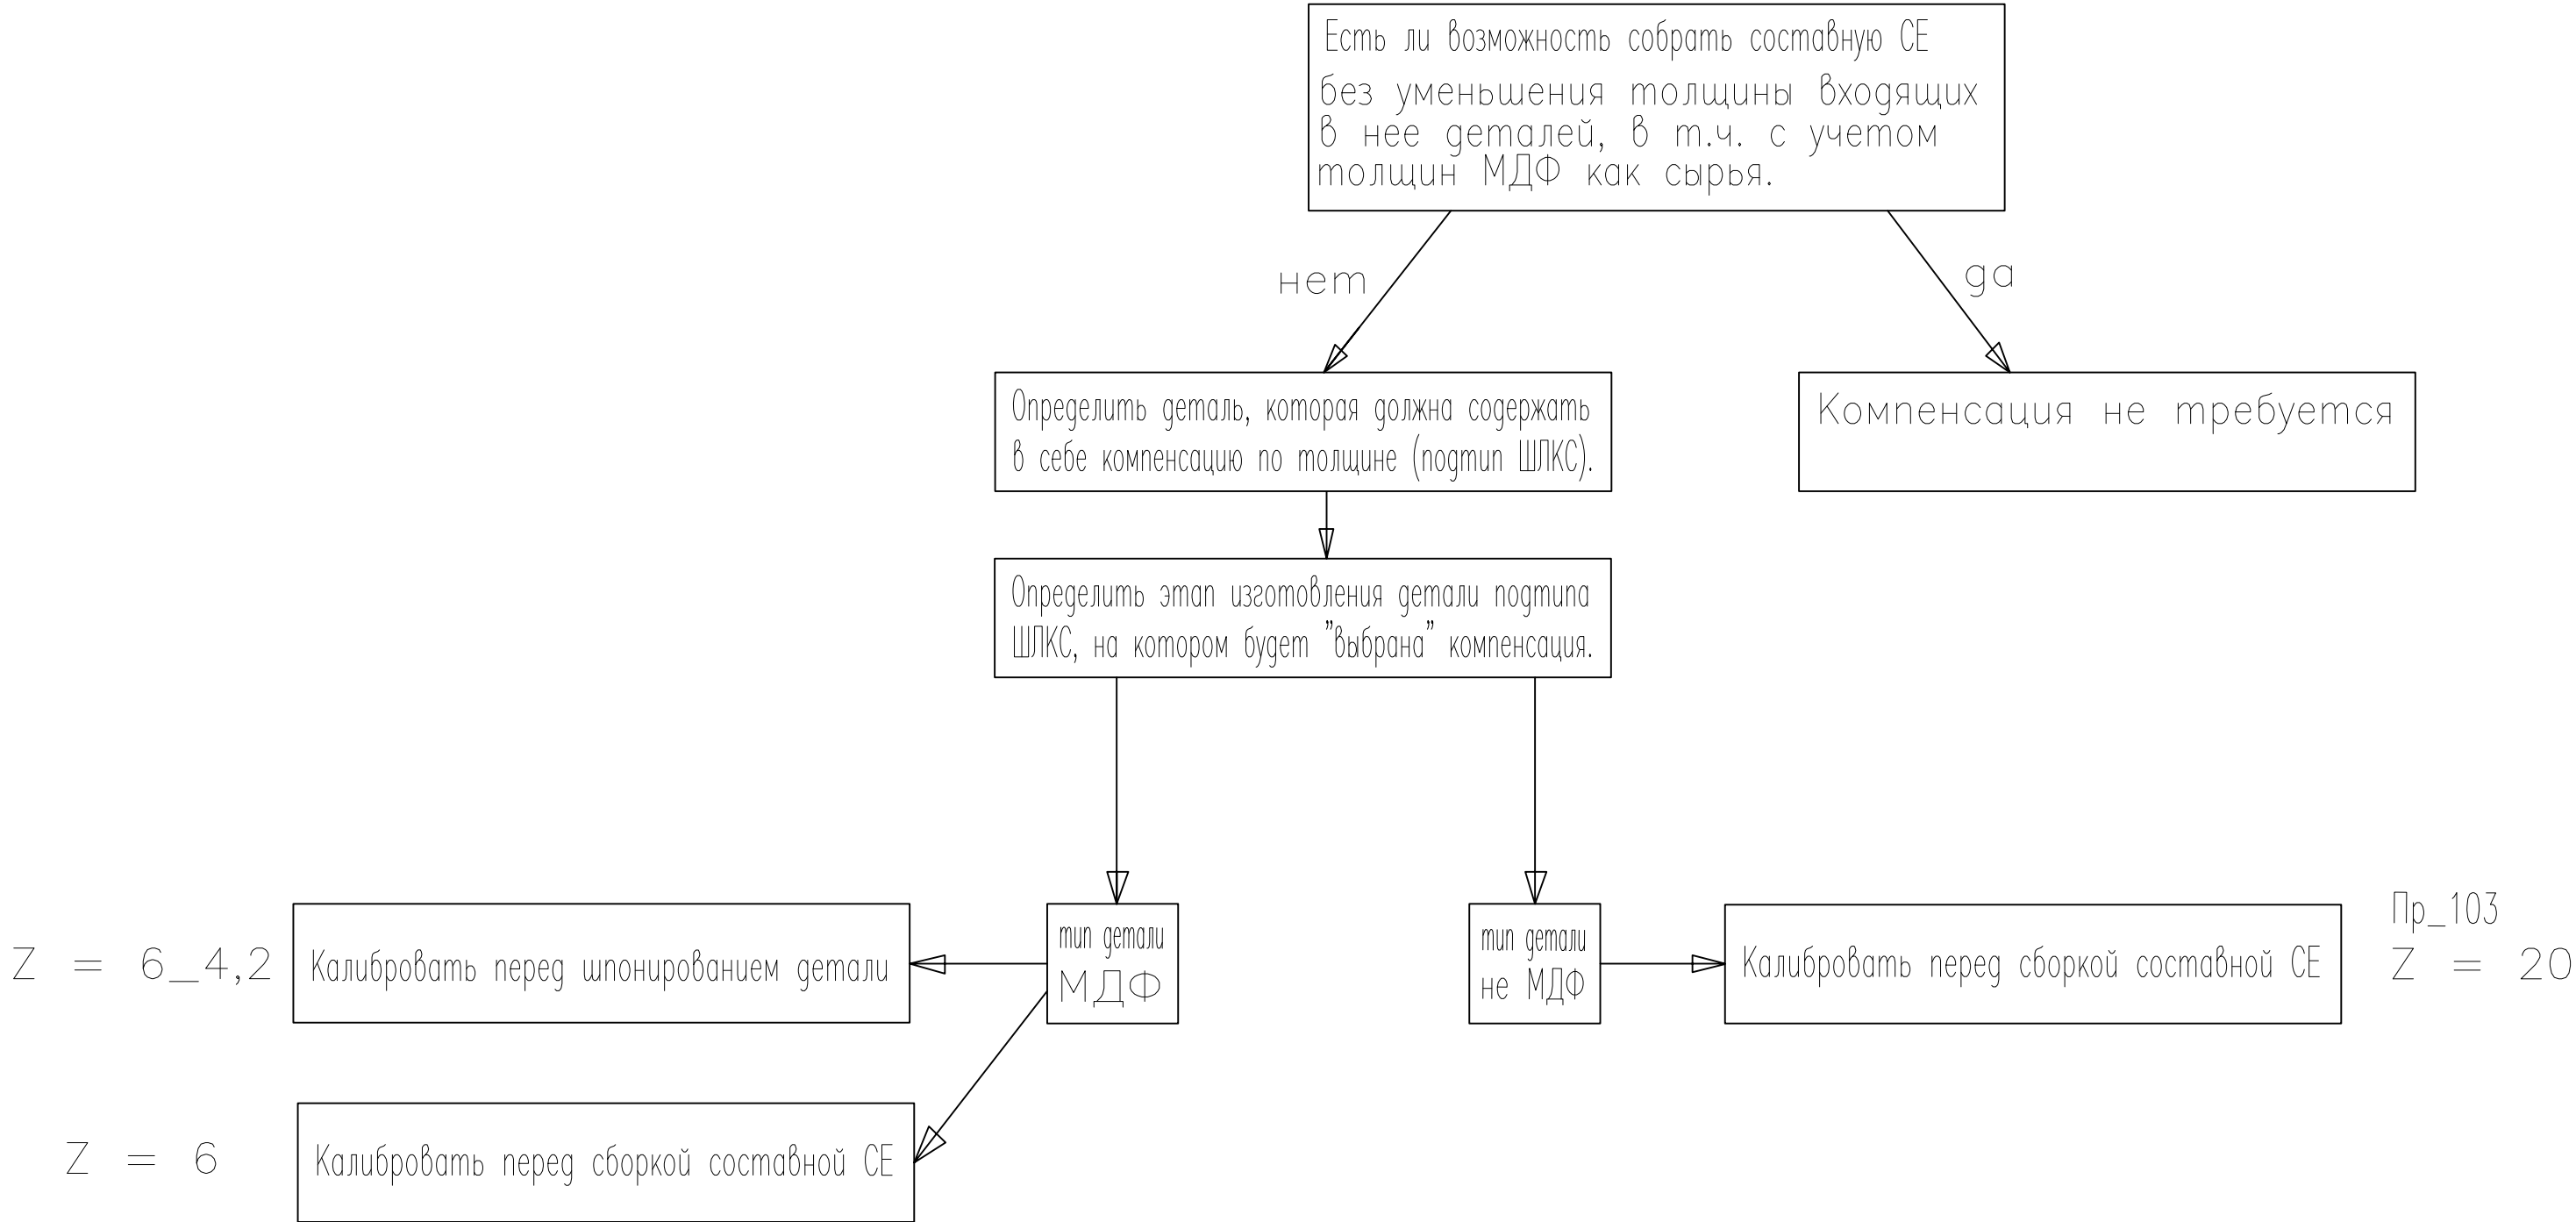 Есть ли возможность собрать составную СЕ
без уменьшения толщины входящих
в нее деталей, в т.ч. с учетом
толщин МДФ как сырья.
нет
да
Определить деталь, которая должна содержать
в себе компенсацию по толщине (подтип ШЛКС).
Компенсация не требуется
Определить этап изготовления детали подтипа
ШЛКС, на котором будет "выбрана" компенсация.
Z = 6_4,2
Калибровать перед шпонированием детали
тип детали
МДФ
тип детали
не МДФ
Калибровать перед сборкой составной СЕ
Пр_103
Z = 20
Z = 6
Калибровать перед сборкой составной СЕ